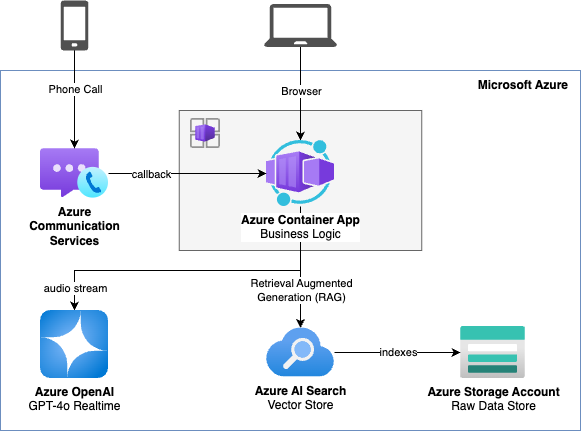 Microsoft Azure
Phone Call
Browser
callback
Azure
Communication
Services
Azure Container App
Business Logic
audio stream
Retrieval Augmented
Generation (RAG)
indexes
Azure OpenAI
GPT-4o Realtime
Azure AI Search
Vector Store
Azure Storage Account
Raw Data Store